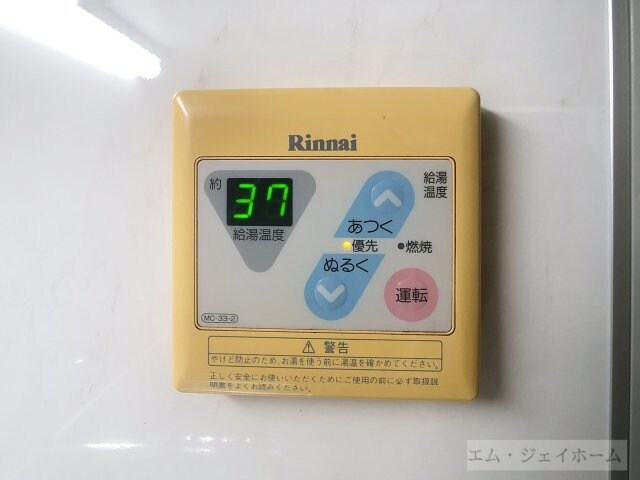 Rinnai
約
37
給湯温度
給湯
温度
あつく
優先
燃焼
ぬるく
運転
MC-33-2
⚠ 警告
やけど防止のため、お湯を使う前に湯温を確かめてください。
正しく安全にお使いいただくためにご使用の前に必ず取扱説
明書をよくお読みください。
エム・ジェイホーム